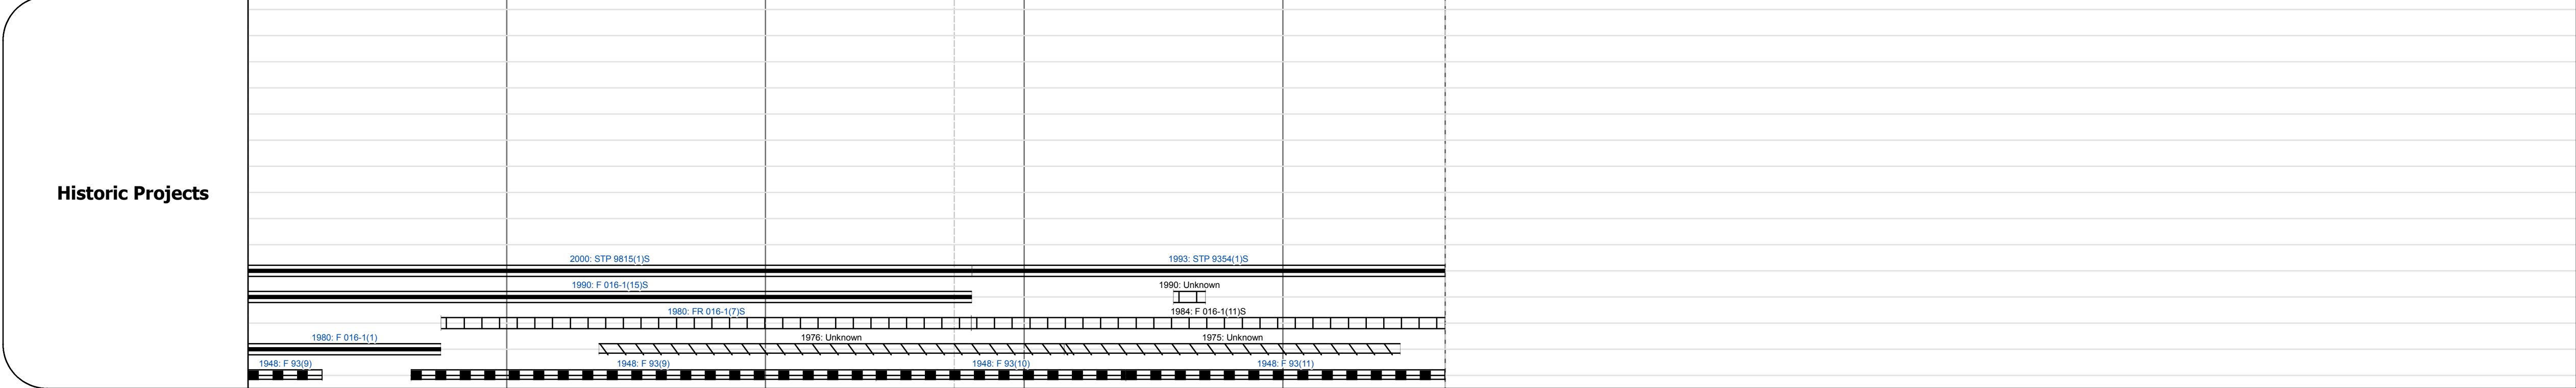 Historic Projects
2000: STP 9815(1)S 1993: STP 9354(1)S
1990: F 016-1(15)S 1990: Unknown
1980: FR 016-1(7)S 1984: F 016-1(11)S
1980: F 016-1(1) 1976: Unknown 1975: Unknown
1948: F 93(9) 1948: F 93(9) 1948: F 93(10) 1948: F 93(11)